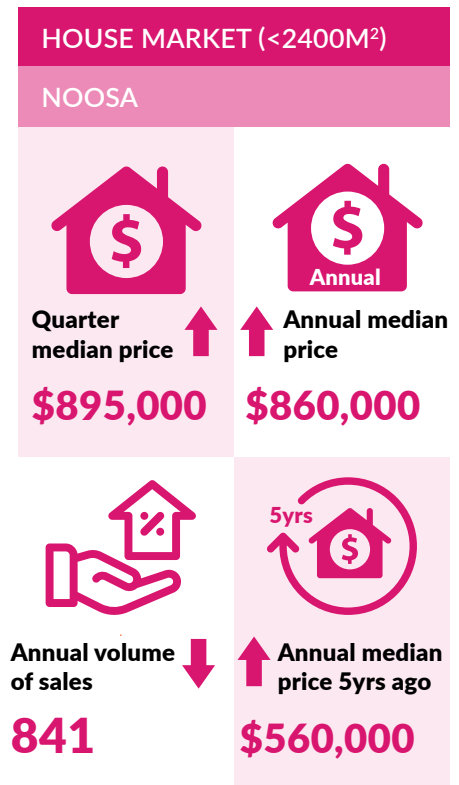 HOUSE MARKET (<2400M²)
NOOSA
$
Quarter
median price
$895,000
$
Annual
Annual median
price
$860,000
%
Annual volume
of sales
841
5yrs
$
Annual median
price 5yrs ago
$560,000